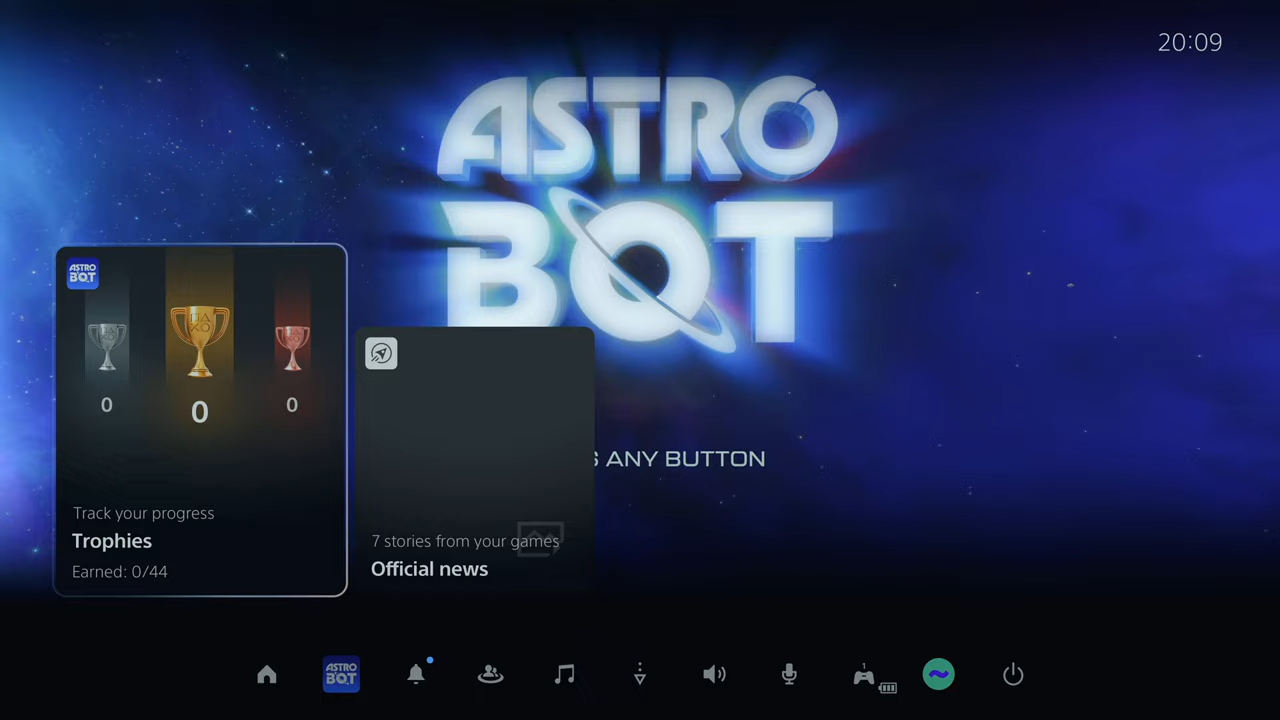 20:09
ASTRO
BOT
ASTRO
BOT
0
0
0
S ANY BUTTON
Track your progress
Trophies
Earned: 0/44
7 stories from your games
Official news
ASTRO
BOT
1